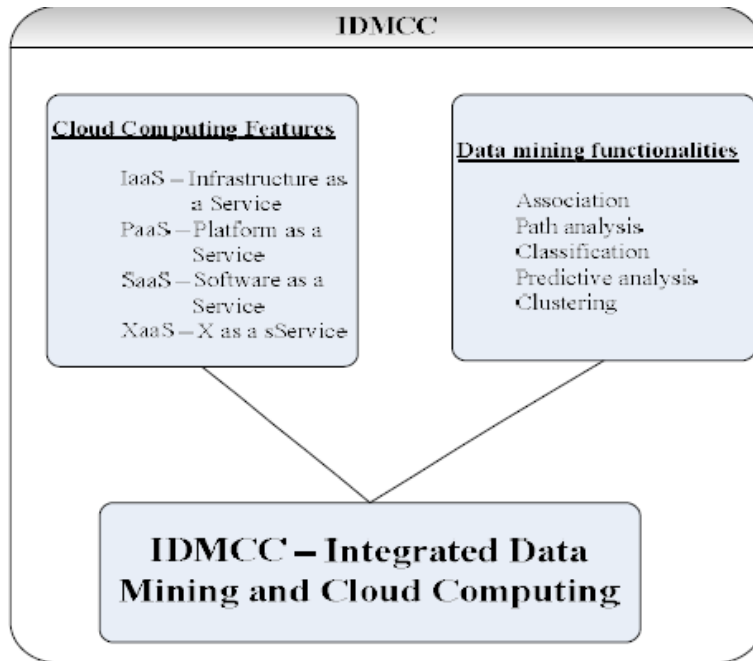 IDMCC
Cloud Computing Features
IaaS – Infrastructure as
a Service
PaaS – Platform as a
Service
SaaS – Software as a
Service
XaaS – X as a sService
Data mining functionalities
Association
Path analysis
Classification
Predictive analysis
Clustering
IDMCC – Integrated Data
Mining and Cloud Computing